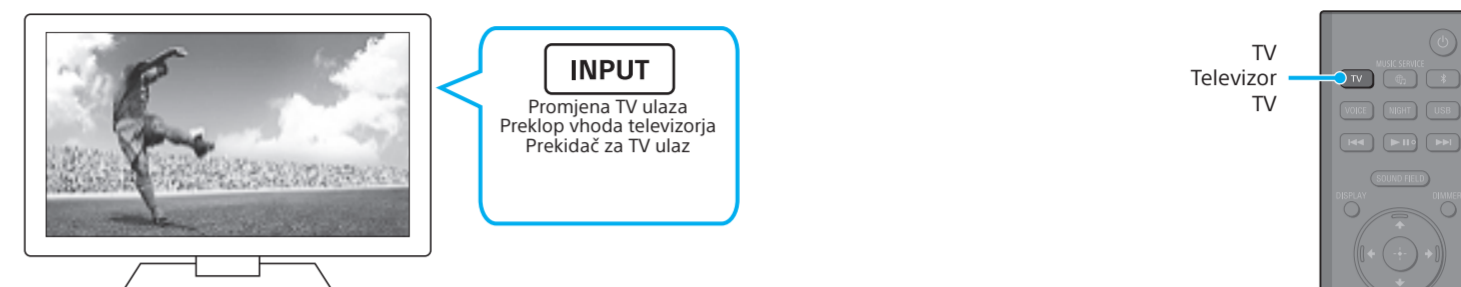 INPUT
Promjena TV ulaza
Preklop vhoda televizorja
Prekidač za TV ulaz
TV
Televizor
TV
MUSIC SERVICE
TV
VOICE
NIGHT
USB
SOUND FIELD
DISPLAY
DIMMER